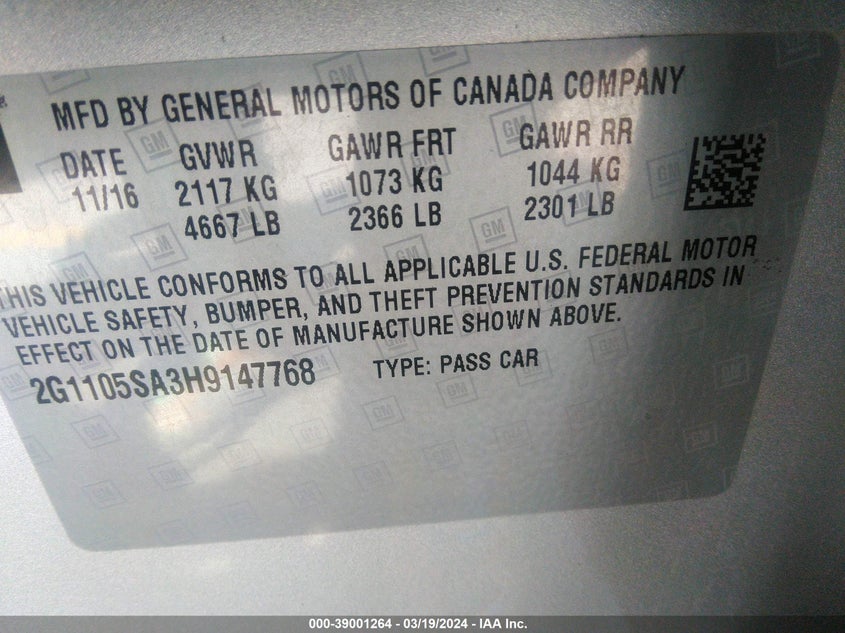 MFD BY GENERAL MOTORS OF CANADA COMPANY
DATE GVWR GAWR FRT GAWR RR
11/16 2117 KG 1073 KG 1044 KG
4667 LB 2366 LB 2301 LB
THIS VEHICLE CONFORMS TO ALL APPLICABLE U.S. FEDERAL MOTOR
VEHICLE SAFETY, BUMPER, AND THEFT PREVENTION STANDARDS IN
EFFECT ON THE DATE OF MANUFACTURE SHOWN ABOVE.
2G1105SA3H9147768 TYPE: PASS CAR
000-39001264 - 03/19/2024 - IAA Inc.